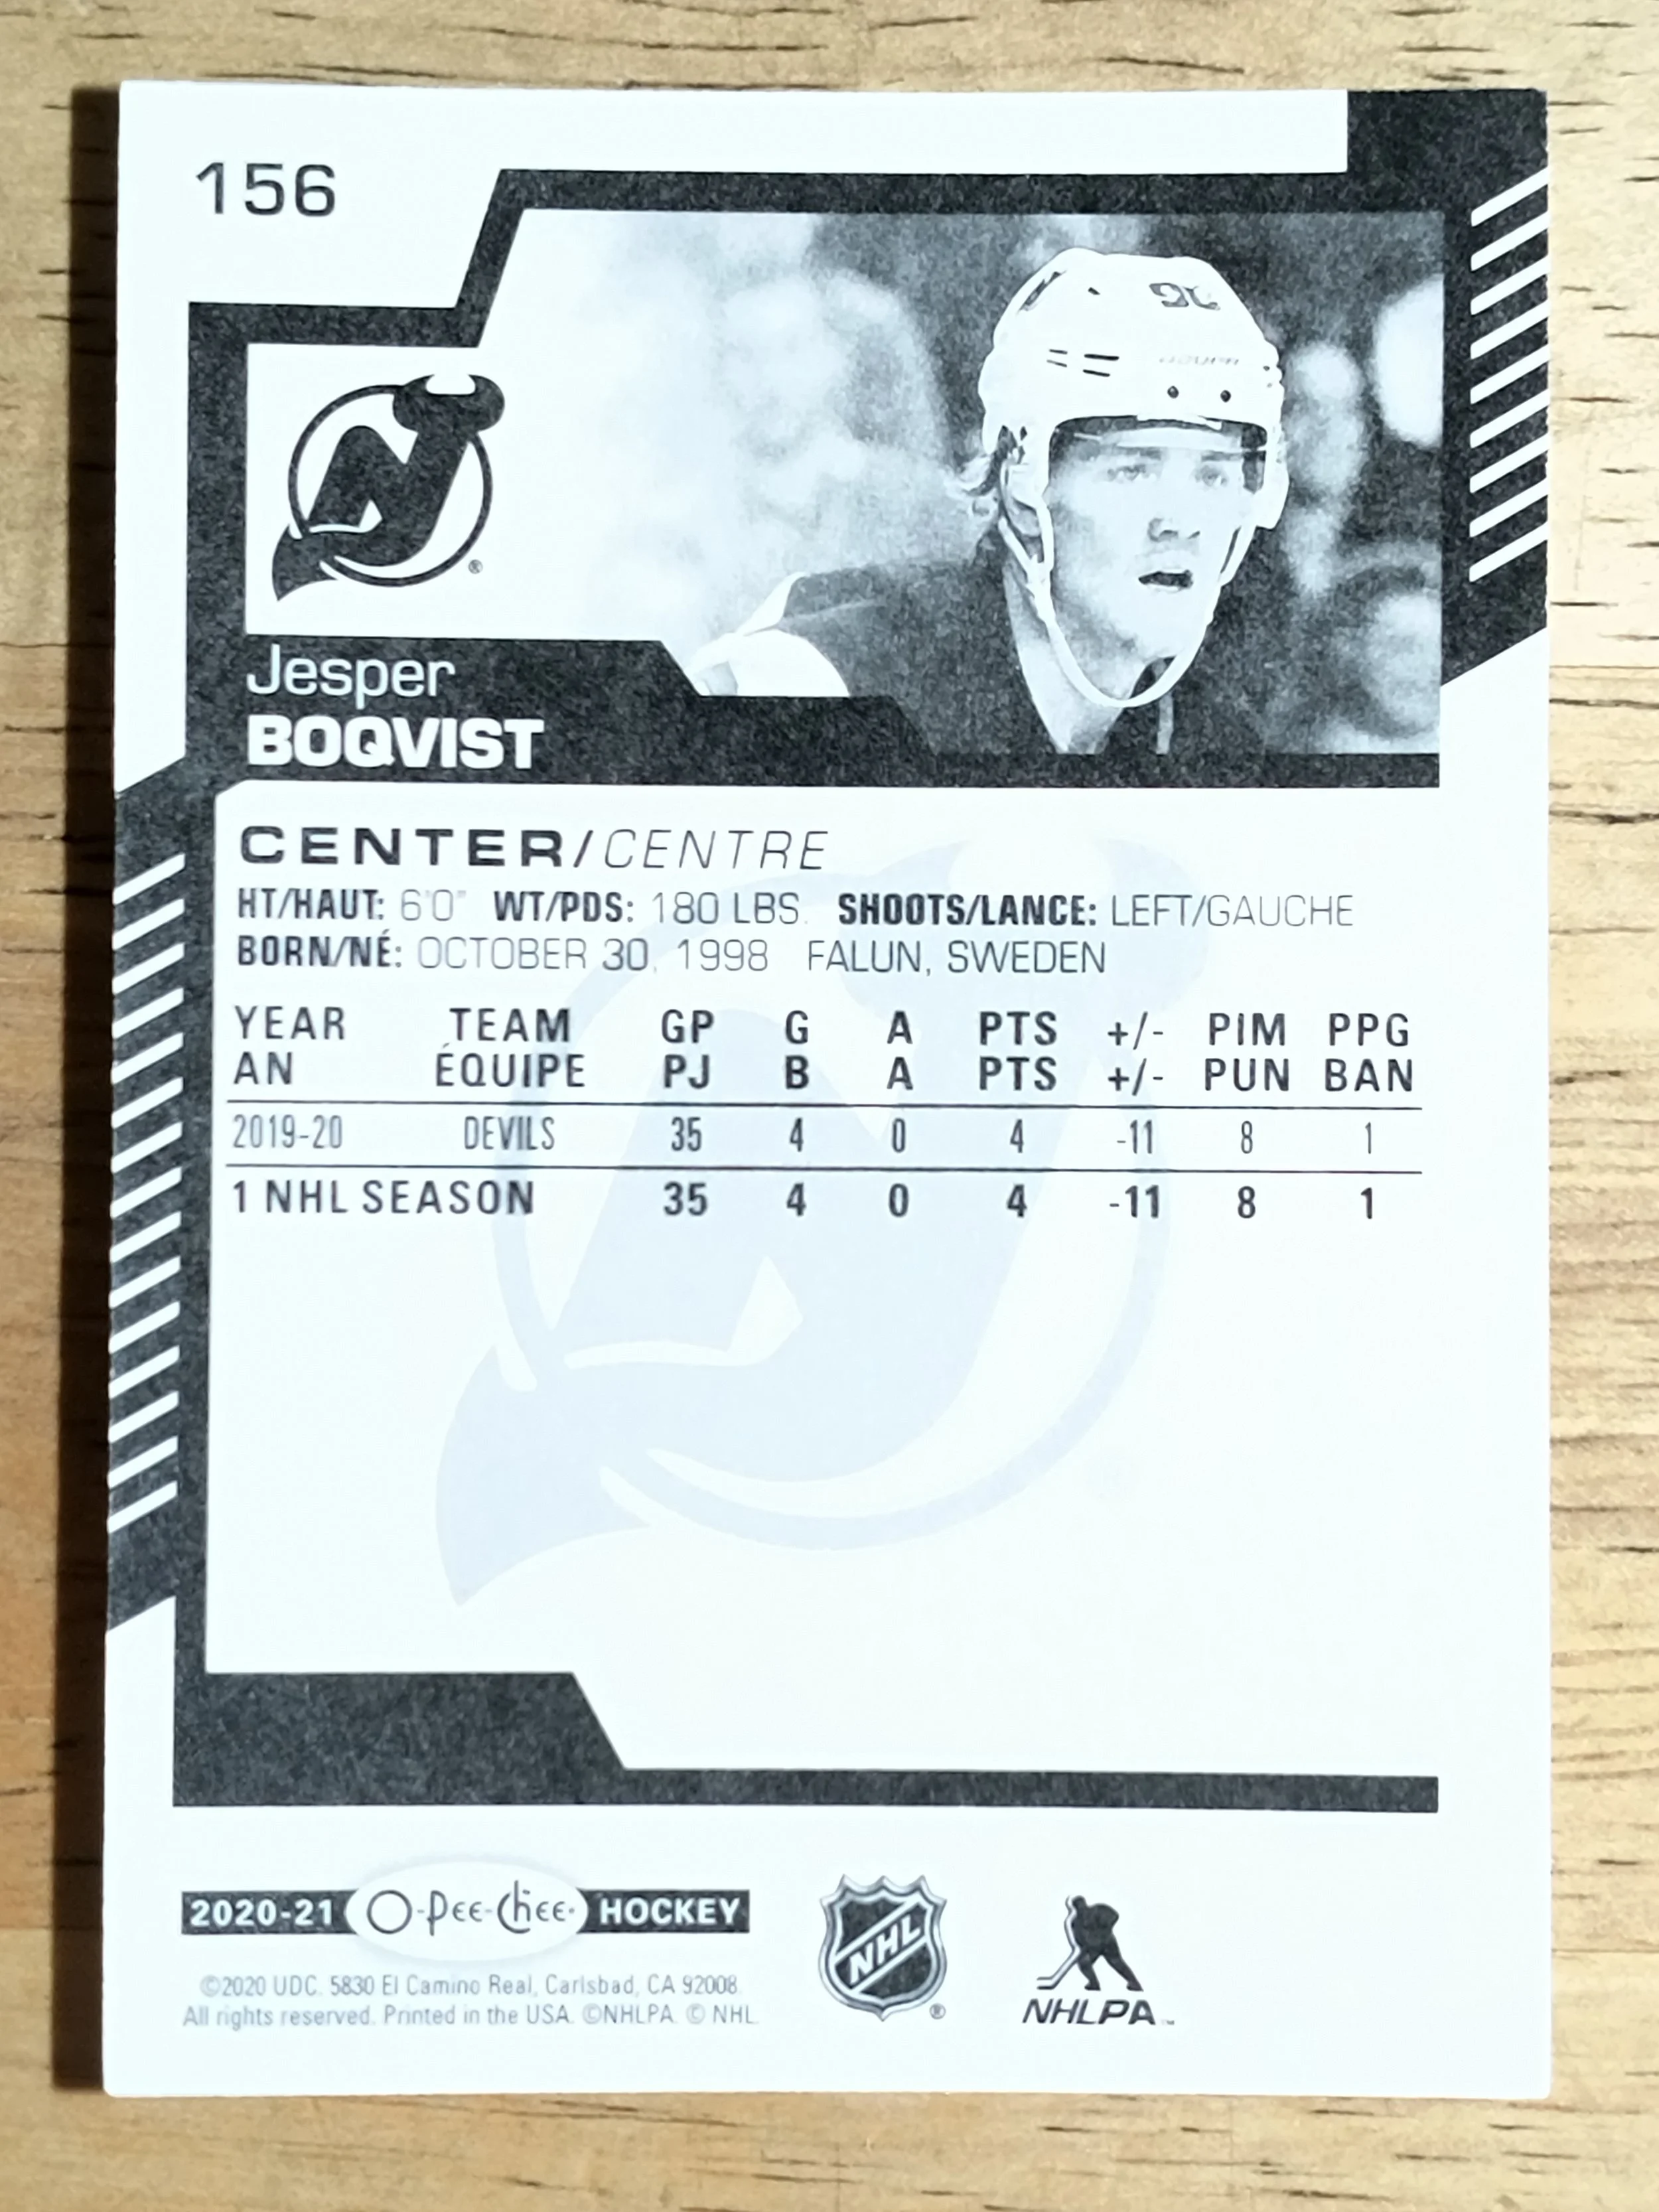 156
90
Jesper
BOQVIST
CENTER/CENTRE
HT/HAUT: 6'0" WT/PDS: 180 LBS. SHOOTS/LANCE: LEFT/GAUCHE
BORN/NÉ: OCTOBER 30, 1998 FALUN, SWEDEN
YEAR TEAM GP G A PTS +/- PIM PPG
AN ÉQUIPE PJ B A PTS +/- PUN BAN
2019-20 DEVILS 35 4 0 4 -11 8 1
1 NHL SEASON 35 4 0 4 -11 8 1
2020-21 O-Pee-Chee HOCKEY
NHL
NHLPA
©2020 UDC. 5830 El Camino Real, Carlsbad, CA 92008.
All rights reserved. Printed in the USA. ©NHLPA. © NHL.